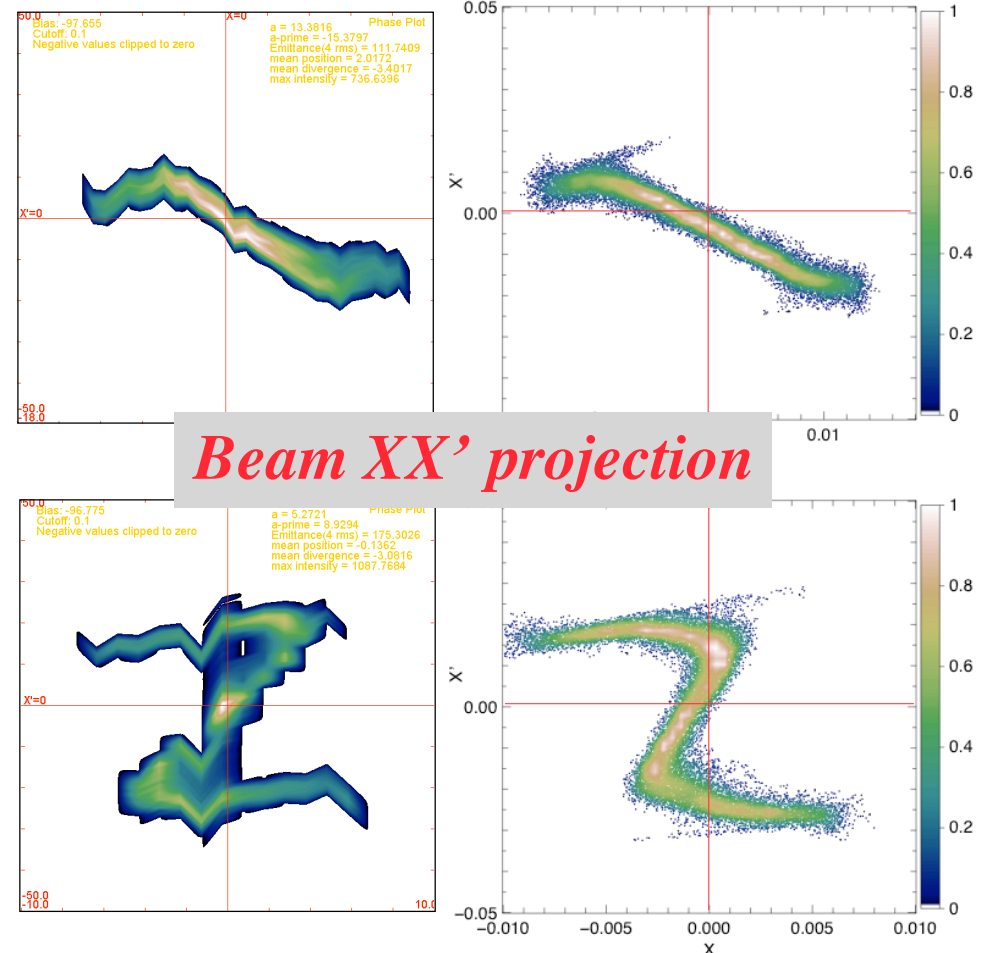 50.0
X=0
Phase Plot
Bias: -97.655
Cutoff: 0.1
Negative values clipped to zero
a = 13.3816
a-prime = -15.3797
Emittance(4 rms) = 111.7409
mean position = 2.0172
mean divergence = -3.4017
max intensity = 736.6396
X'=0
-50.0
-18.0
0.05
X'
0.00
0.01
1
0.8
0.6
0.4
0.2
0
Beam XX’ projection
50.0
Phase Plot
Bias: -96.775
Cutoff: 0.1
Negative values clipped to zero
a = 5.2721
a-prime = 8.9294
Emittance(4 rms) = 175.3026
mean position = -0.1362
mean divergence = -3.0816
max intensity = 1087.7684
X'=0
-50.0
-10.0
10.0
X'
0.00
−0.05
−0.010
−0.005
0.000
0.005
0.010
X
1
0.8
0.6
0.4
0.2
0